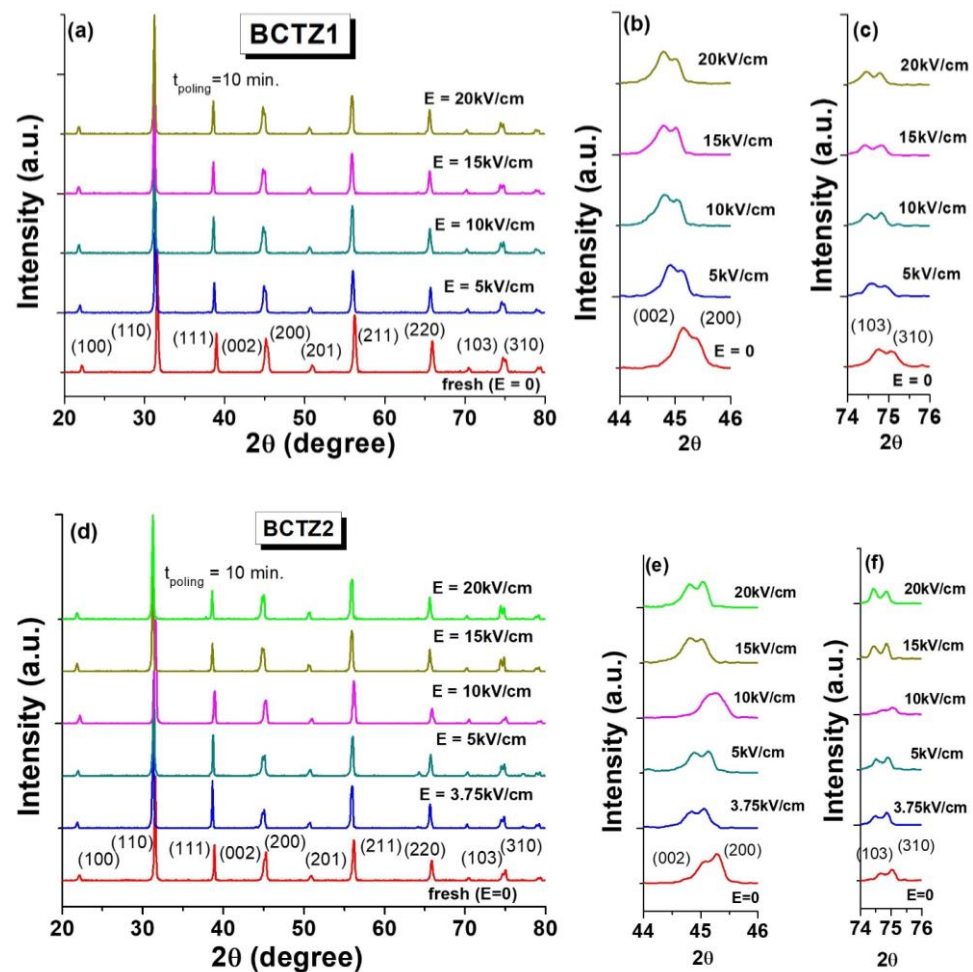 (a)
BCTZ1
t_poling=10 min.
E = 20kV/cm
E = 15kV/cm
E = 10kV/cm
E = 5kV/cm
(100)
(110)
(111)
(002)
(200)
(201)
(211)
(220)
(103)
(310)
fresh (E = 0)
20 30 40 50 60 70 80
2θ (degree)
Intensity (a.u.)
(b)
20kV/cm
15kV/cm
10kV/cm
5kV/cm
(002)
(200)
E = 0
44 45 46
2θ
Intensity (a.u.)
(c)
20kV/cm
15kV/cm
10kV/cm
5kV/cm
(103)
(310)
E = 0
74 75 76
2θ
Intensity (a.u.)
(d)
BCTZ2
t_poling = 10 min.
E = 20kV/cm
E = 15kV/cm
E = 10kV/cm
E = 5kV/cm
E = 3.75kV/cm
(100)
(110)
(111)
(002)
(200)
(201)
(211)
(220)
(103)
(310)
fresh (E=0)
20 30 40 50 60 70 80
2θ (degree)
Intensity (a.u.)
(e)
20kV/cm
15kV/cm
10kV/cm
5kV/cm
3.75kV/cm
(002)
(200)
E=0
44 45 46
2θ
Intensity (a.u.)
(f)
20kV/cm
15kV/cm
10kV/cm
5kV/cm
3.75kV/cm
(103)
(310)
E=0
74 75 76
2θ
Intensity (a.u.)